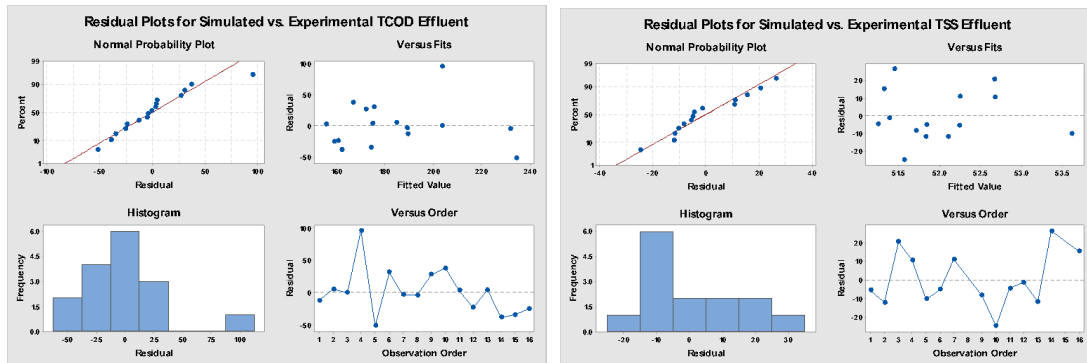 Residual Plots for Simulated vs. Experimental TCOD Effluent
Normal Probability Plot
Versus Fits
99
90
50
10
1
Percent
-100
-50
0
50
100
Residual
100
50
0
-50
Residual
160
180
200
220
240
Fitted Value
Histogram
Versus Order
6.0
4.5
3.0
1.5
0.0
Frequency
-50
-25
0
25
50
75
100
Residual
100
50
0
-50
Residual
1 2 3 4 5 6 7 8 9 10 11 12 13 14 15 16
Observation Order
Residual Plots for Simulated vs. Experimental TSS Effluent
Normal Probability Plot
Versus Fits
99
90
50
10
1
Percent
-40
-20
0
20
40
Residual
20
10
0
-10
-20
Residual
51.5
52.0
52.5
53.0
53.5
Fitted Value
Histogram
Versus Order
6.0
4.5
3.0
1.5
0.0
Frequency
-20
-10
0
10
20
30
Residual
20
10
0
-10
-20
Residual
1 2 3 4 5 6 7 8 9 10 11 12 13 14 15 16
Observation Order